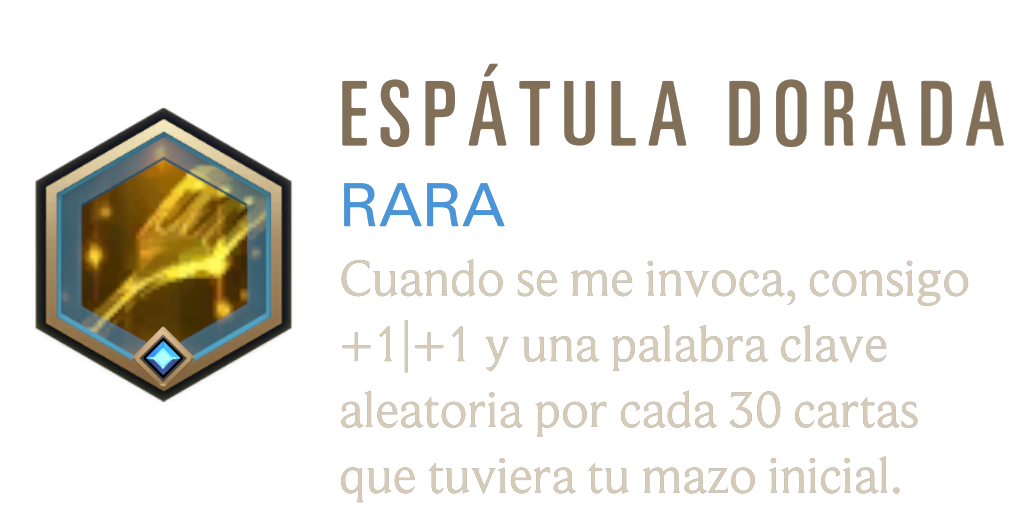 ESPÁTULA DORADA
RARA
Cuando se me invoca, consigo
+1|+1 y una palabra clave
aleatoria por cada 30 cartas
que tuviera tu mazo inicial.